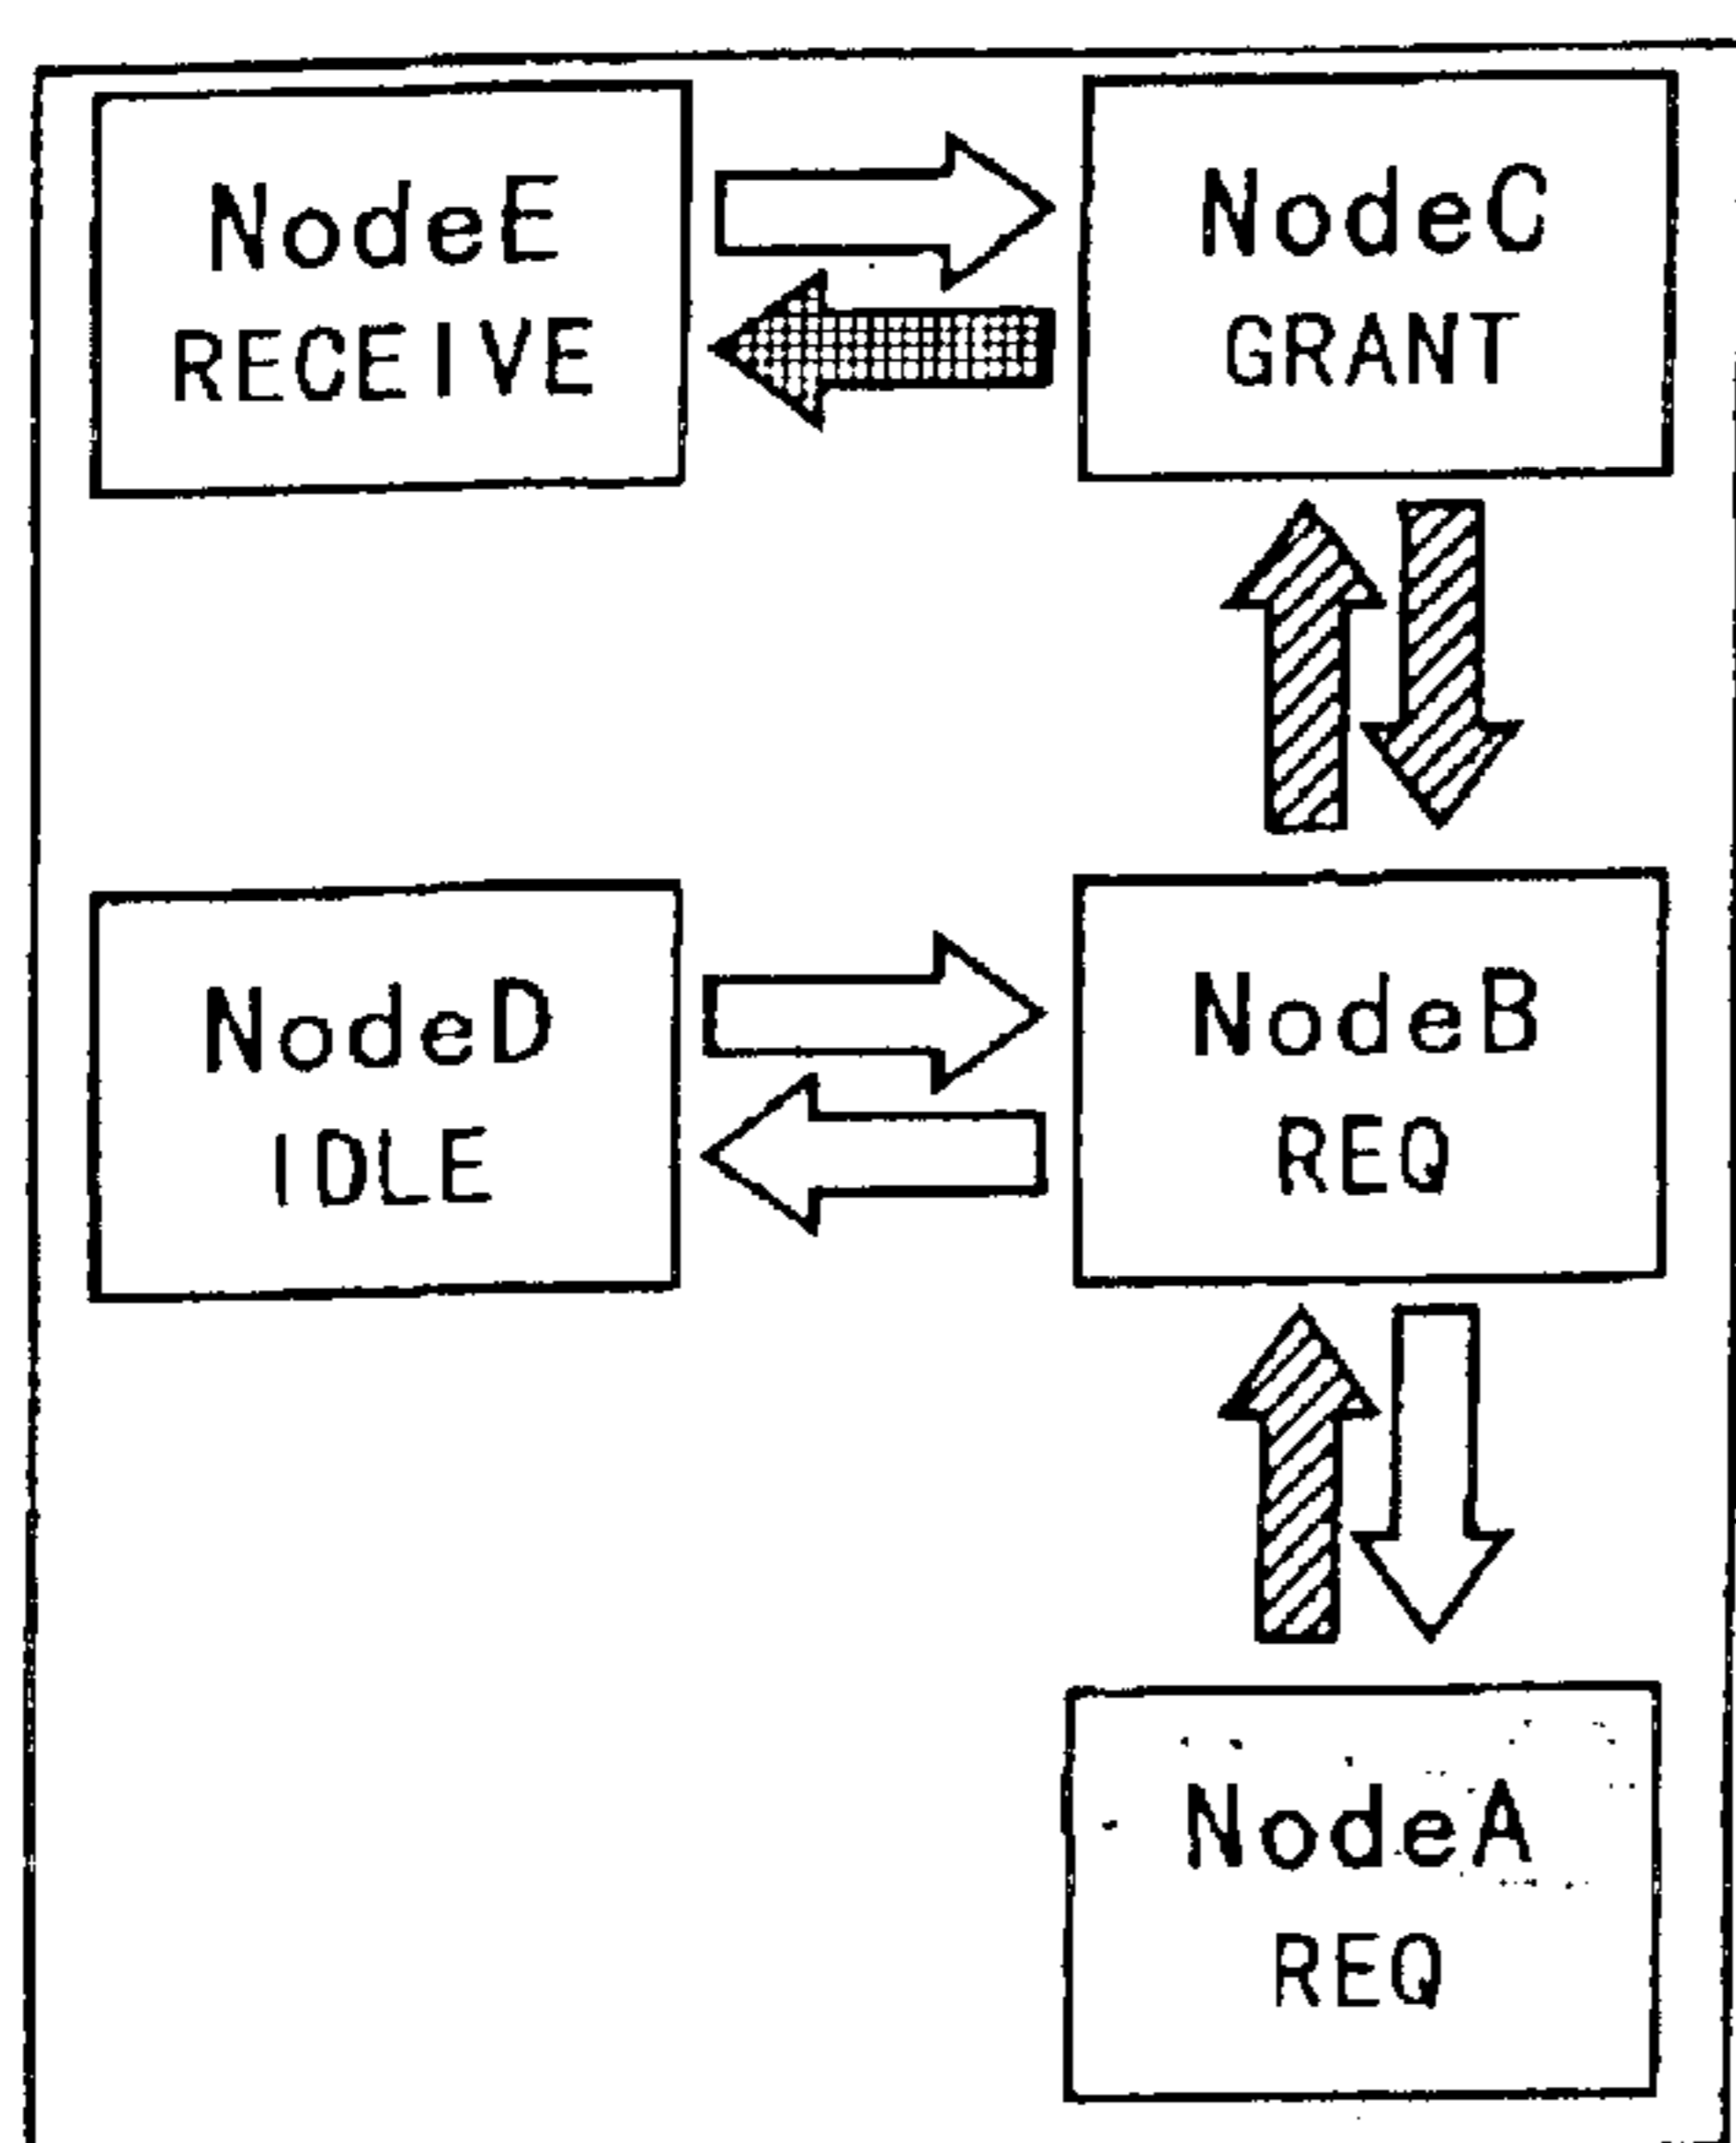 NodeE
RECEIVE
NodeC
GRANT
NodeD
IDLE
NodeB
REQ
NodeA
REQ